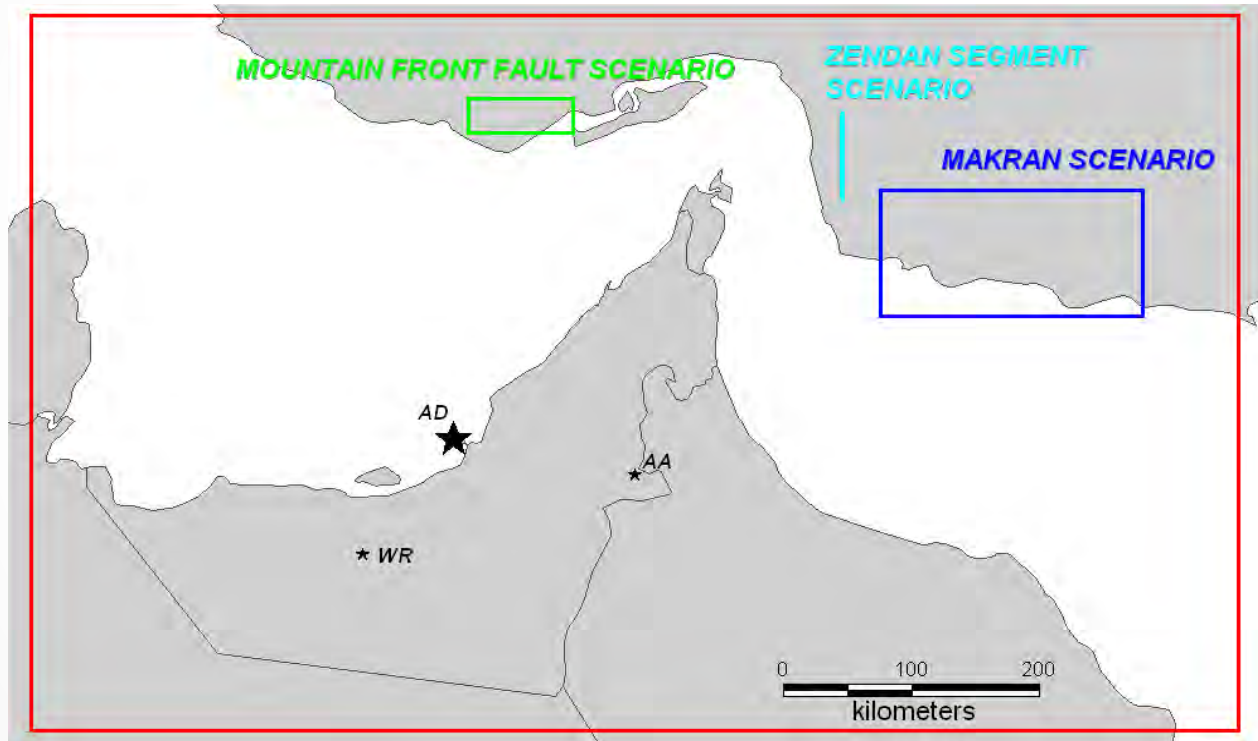 MOUNTAIN FRONT FAULT SCENARIO
ZENDAN SEGMENT
SCENARIO
MAKRAN SCENARIO
AD
AA
WR
0 100 200
kilometers